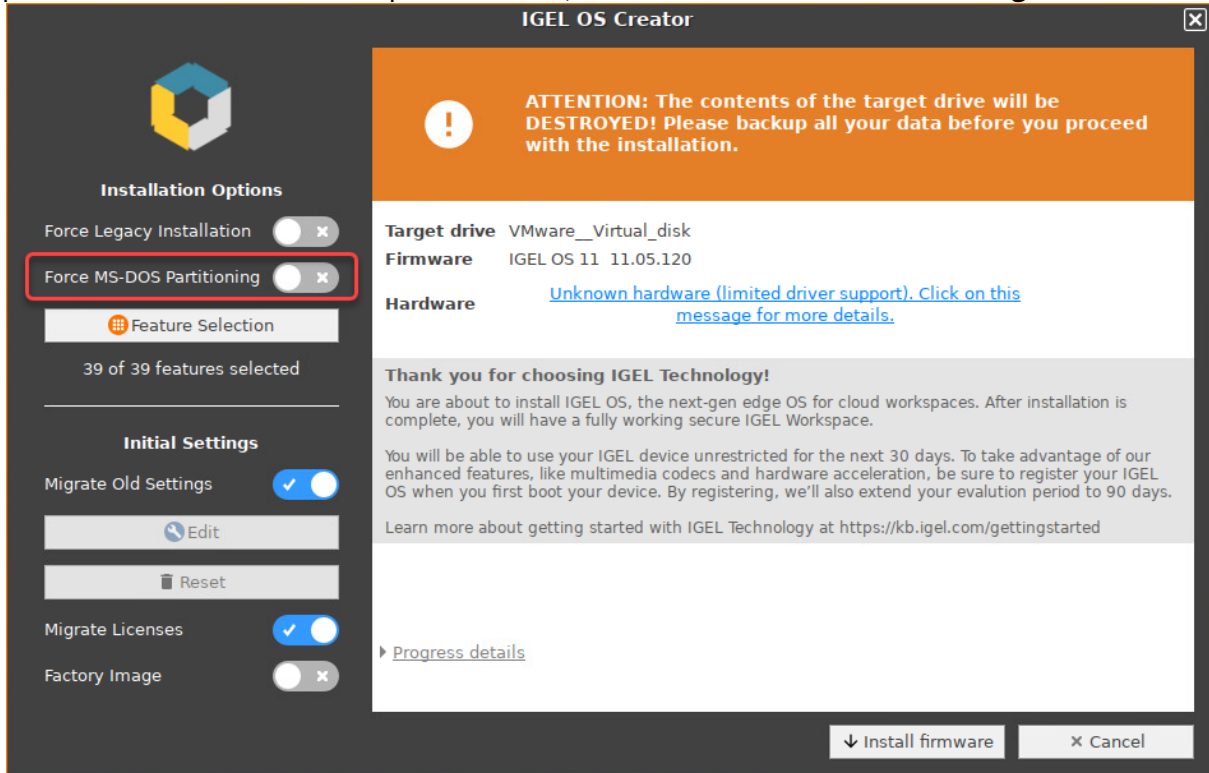 IGEL OS Creator
ATTENTION: The contents of the target drive will be
DESTROYED! Please backup all your data before you proceed
with the installation.
Installation Options
Force Legacy Installation
Force MS-DOS Partitioning
Feature Selection
39 of 39 features selected
Initial Settings
Migrate Old Settings
Edit
Reset
Migrate Licenses
Factory Image
Target drive VMware__Virtual_disk
Firmware IGEL OS 11 11.05.120
Hardware Unknown hardware (limited driver support). Click on this
message for more details.
Thank you for choosing IGEL Technology!
You are about to install IGEL OS, the next-gen edge OS for cloud workspaces. After installation is
complete, you will have a fully working secure IGEL Workspace.
You will be able to use your IGEL device unrestricted for the next 30 days. To take advantage of our
enhanced features, like multimedia codecs and hardware acceleration, be sure to register your IGEL
OS when you first boot your device. By registering, we'll also extend your evalution period to 90 days.
Learn more about getting started with IGEL Technology at https://kb.igel.com/gettingstarted
Progress details
Install firmware
Cancel